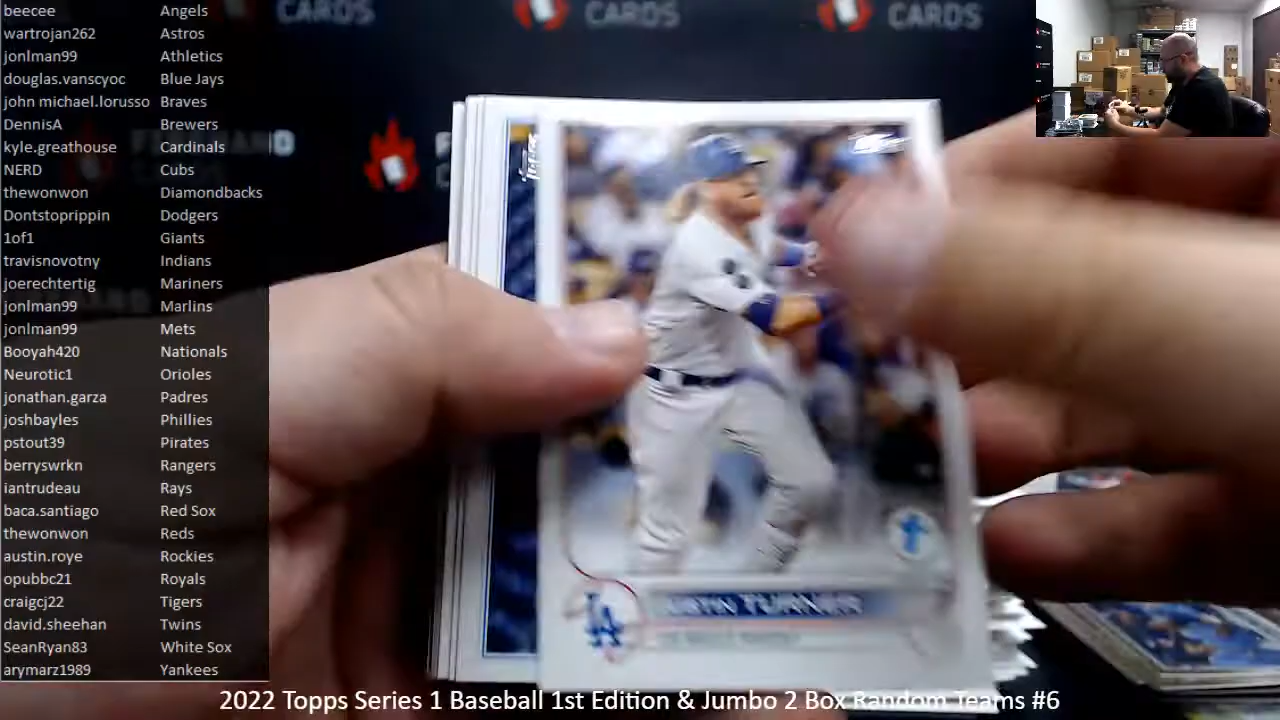 CARDS CARDS CARDS
beecee Angels
wartrojan262 Astros
jonlman99 Athletics
douglas.vanscyoc Blue Jays
john michael.lorusso Braves
DennisA Brewers
kyle.greathouse Cardinals
NERD Cubs
thewonwon Diamondbacks
Dontstoprippin Dodgers
1of1 Giants
travisnovotny Indians
joerechtertig Mariners
jonlman99 Marlins
jonlman99 Mets
Booyah420 Nationals
Neurotic1 Orioles
jonathan.garza Padres
joshbayles Phillies
pstout39 Pirates
berryswrkn Rangers
iantrudeau Rays
baca.santiago Red Sox
thewonwon Reds
austin.roye Rockies
opubbc21 Royals
craigcj22 Tigers
david.sheehan Twins
SeanRyan83 White Sox
arymarz1989 Yankees
LA
TURNER
2022 Topps Series 1 Baseball 1st Edition & Jumbo 2 Box Random Teams #6